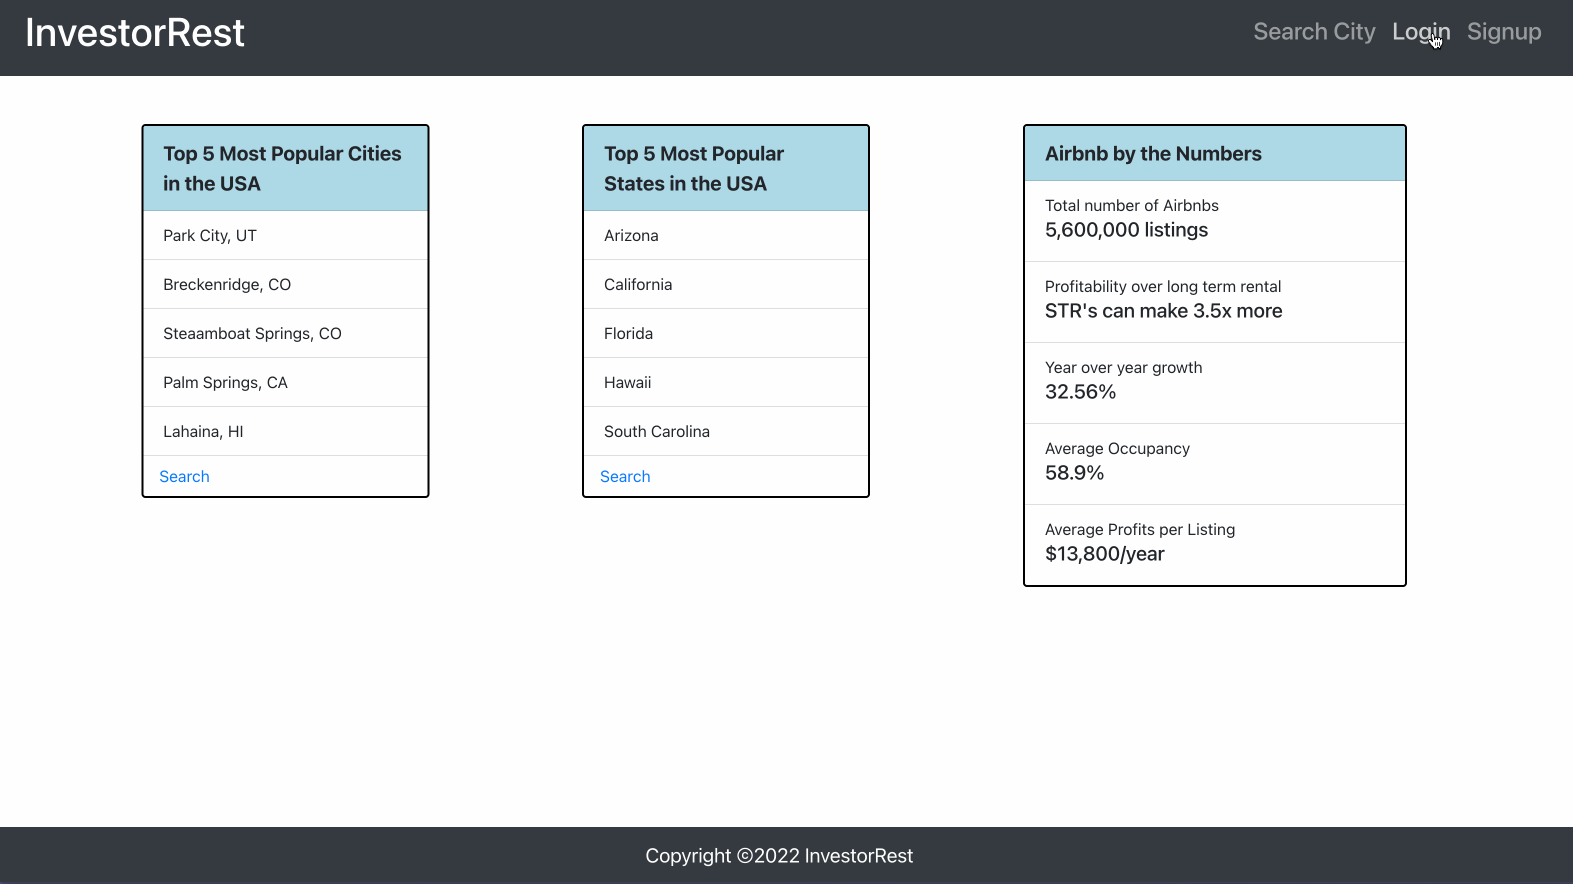 InvestorRest
Search City
Login
Signup
Top 5 Most Popular Cities
in the USA
Park City, UT
Breckenridge, CO
Steaamboat Springs, CO
Palm Springs, CA
Lahaina, HI
Search
Top 5 Most Popular
States in the USA
Arizona
California
Florida
Hawaii
South Carolina
Search
Airbnb by the Numbers
Total number of Airbnbs
5,600,000 listings
Profitability over long term rental
STR's can make 3.5x more
Year over year growth
32.56%
Average Occupancy
58.9%
Average Profits per Listing
$13,800/year
Copyright ©2022 InvestorRest